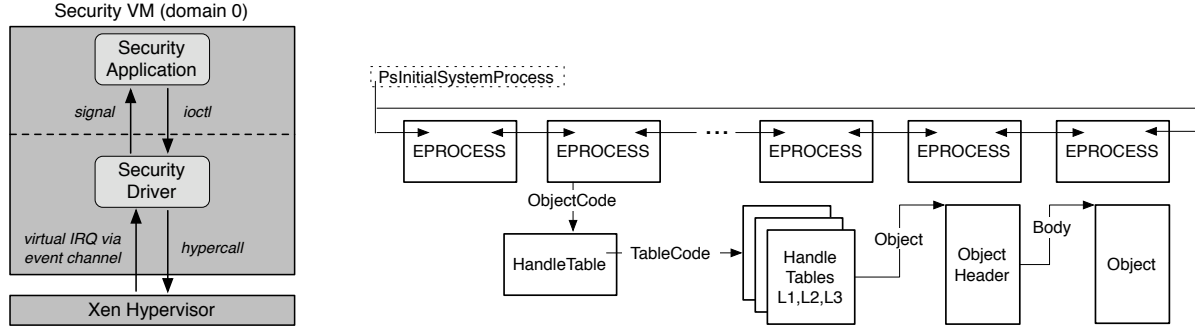 Security VM (domain 0)
Security
Application
signal
ioctl
Security
Driver
virtual IRQ via
event channel
hypercall
Xen Hypervisor
PsInitialSystemProcess
EPROCESS
EPROCESS
...
EPROCESS
EPROCESS
EPROCESS
ObjectCode
HandleTable
TableCode
Handle
Tables
L1,L2,L3
Object
Object
Header
Body
Object